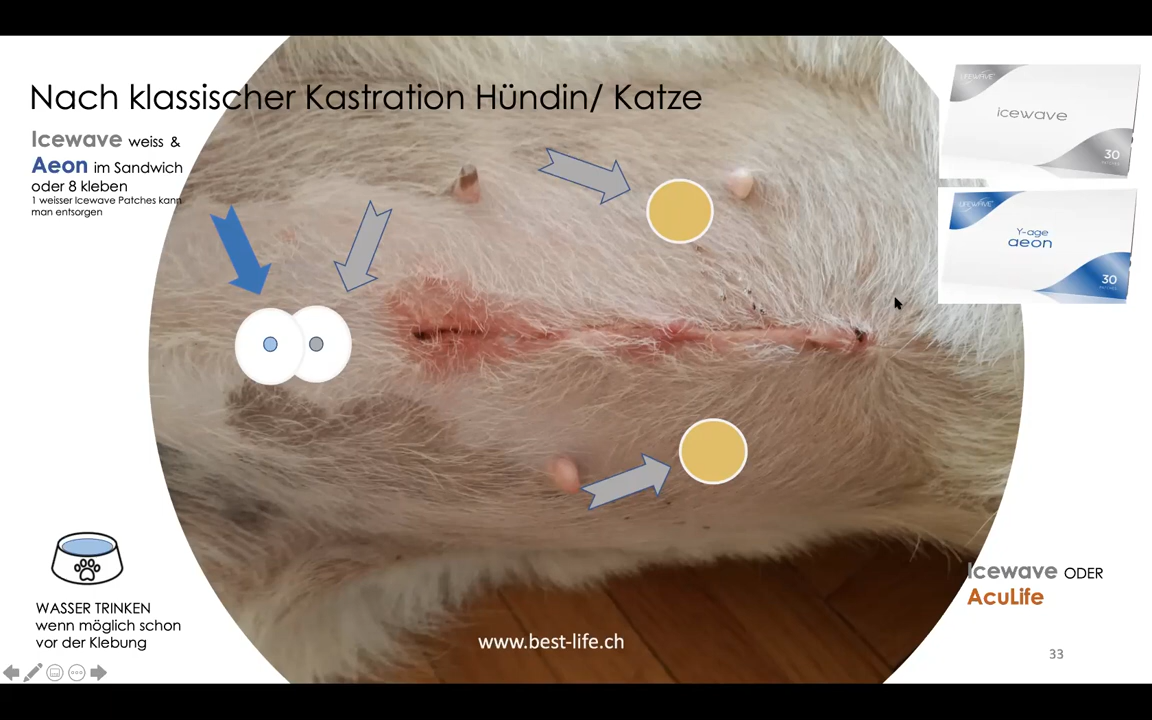 Nach klassischer Kastration Hündin/ Katze
Icewave weiss &
Aeon im Sandwich
oder 8 kleben
1 weisser Icewave Patches kann
man entsorgen
LIFEWAVE
icewave
30
LIFEWAVE
Y-age
aeon
30
WASSER TRINKEN
wenn möglich schon
vor der Klebung
www.best-life.ch
Icewave ODER
AcuLife
33